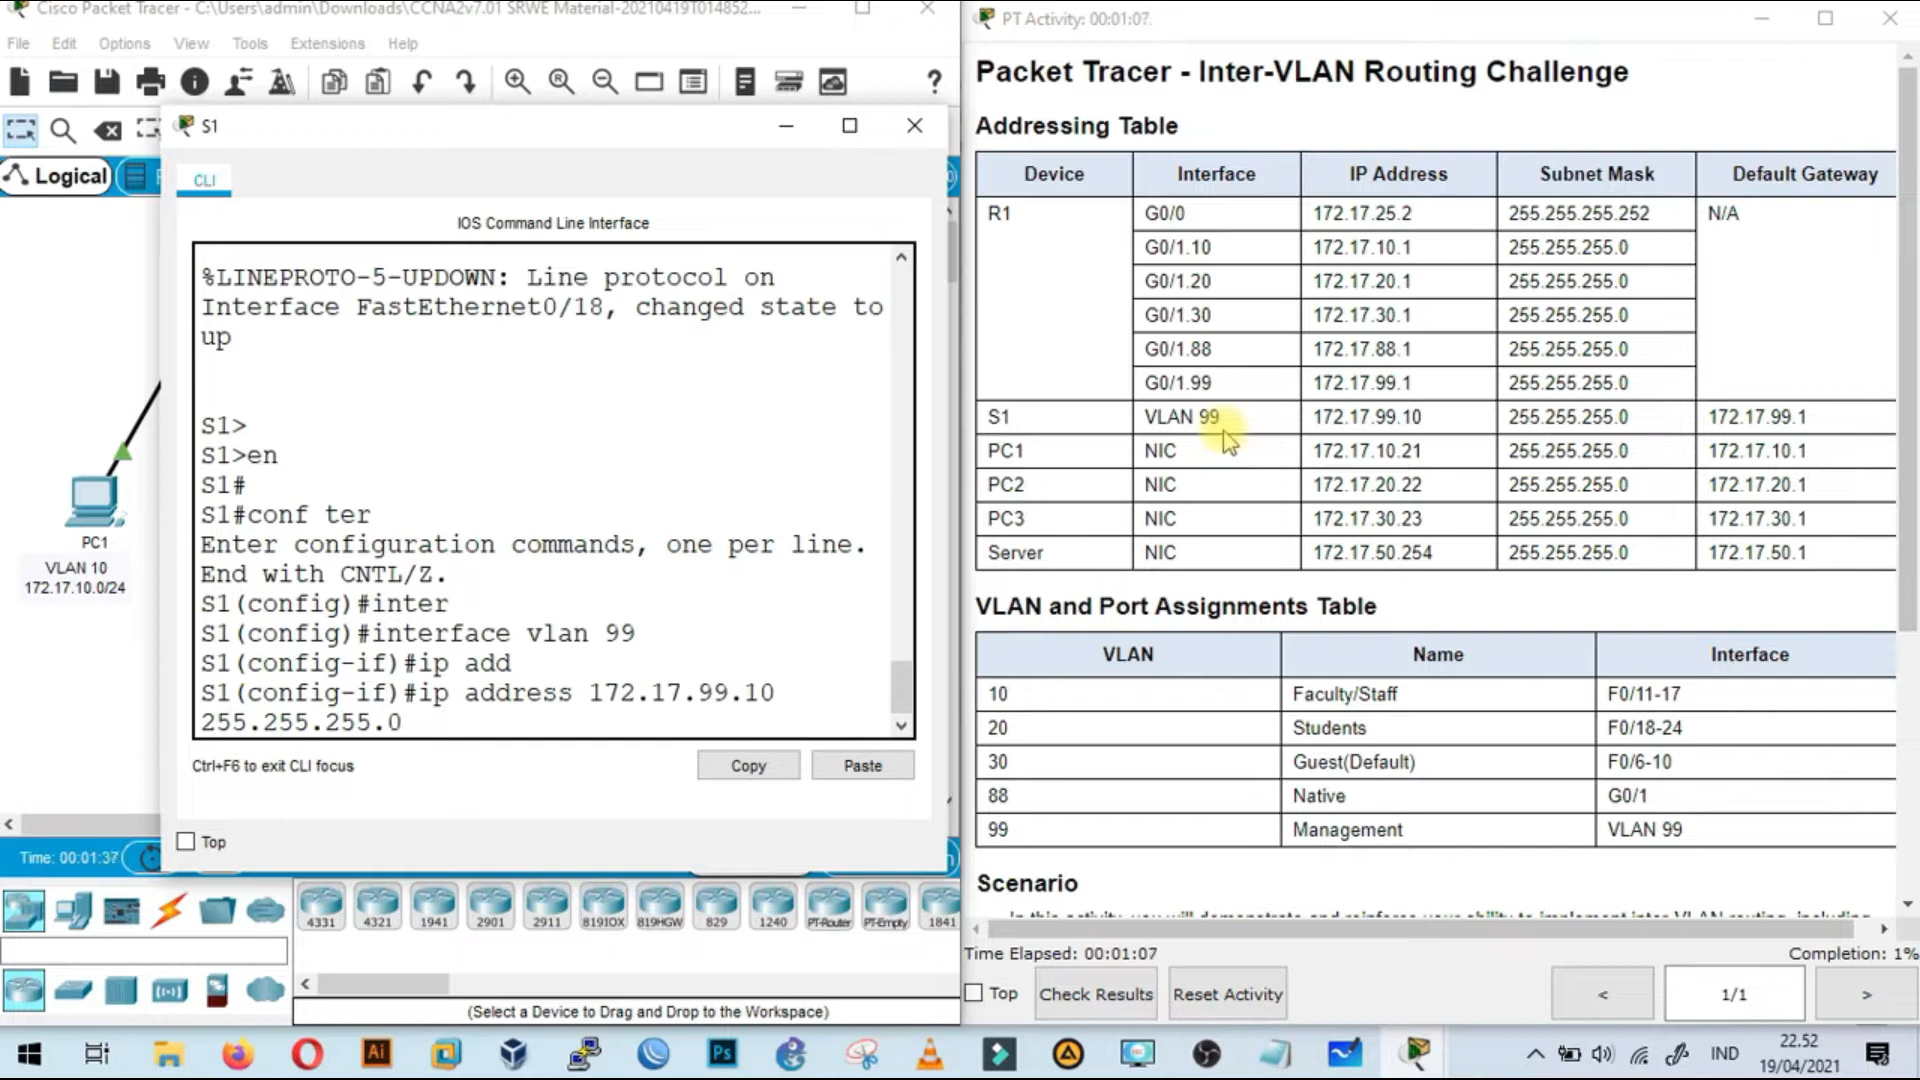 Cisco Packet Tracer - C:\Users\admin\Downloads\CCNA2v7.01 SRWE Material-20210419T014852...
File Edit Options View Tools Extensions Help
Logical
S1
CLI
IOS Command Line Interface
%LINEPROTO-5-UPDOWN: Line protocol on
Interface FastEthernet0/18, changed state to
up
S1>
S1>en
S1#
S1#conf ter
Enter configuration commands, one per line.
End with CNTL/Z.
S1(config)#inter
S1(config)#interface vlan 99
S1(config-if)#ip add
S1(config-if)#ip address 172.17.99.10
255.255.255.0
Ctrl+F6 to exit CLI focus
Copy
Paste
Top
PC1
VLAN 10
172.17.10.0/24
Time: 00:01:37
4331 4321 1941 2901 2911 819IOX 819HGW 829 1240 PT-Router PT-Empty 1841
(Select a Device to Drag and Drop to the Workspace)
PT Activity: 00:01:07.
Packet Tracer - Inter-VLAN Routing Challenge
Addressing Table
Device Interface IP Address Subnet Mask Default Gateway
R1 G0/0 172.17.25.2 255.255.255.252 N/A
G0/1.10 172.17.10.1 255.255.255.0
G0/1.20 172.17.20.1 255.255.255.0
G0/1.30 172.17.30.1 255.255.255.0
G0/1.88 172.17.88.1 255.255.255.0
G0/1.99 172.17.99.1 255.255.255.0
S1 VLAN 99 172.17.99.10 255.255.255.0 172.17.99.1
PC1 NIC 172.17.10.21 255.255.255.0 172.17.10.1
PC2 NIC 172.17.20.22 255.255.255.0 172.17.20.1
PC3 NIC 172.17.30.23 255.255.255.0 172.17.30.1
Server NIC 172.17.50.254 255.255.255.0 172.17.50.1
VLAN and Port Assignments Table
VLAN Name Interface
10 Faculty/Staff F0/11-17
20 Students F0/18-24
30 Guest(Default) F0/6-10
88 Native G0/1
99 Management VLAN 99
Scenario
In this activity, you will demonstrate and reinforce your ability to implement inter-VLAN routing, including
Time Elapsed: 00:01:07
Completion: 1%
Top
Check Results
Reset Activity
<
1/1
>
IND
22.52
19/04/2021